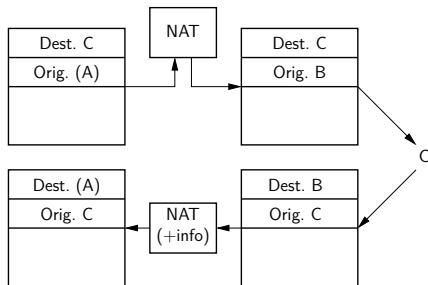 Dest. C
Orig. (A)
NAT
Dest. C
Orig. B
C
Dest. (A)
Orig. C
NAT
(+info)
Dest. B
Orig. C